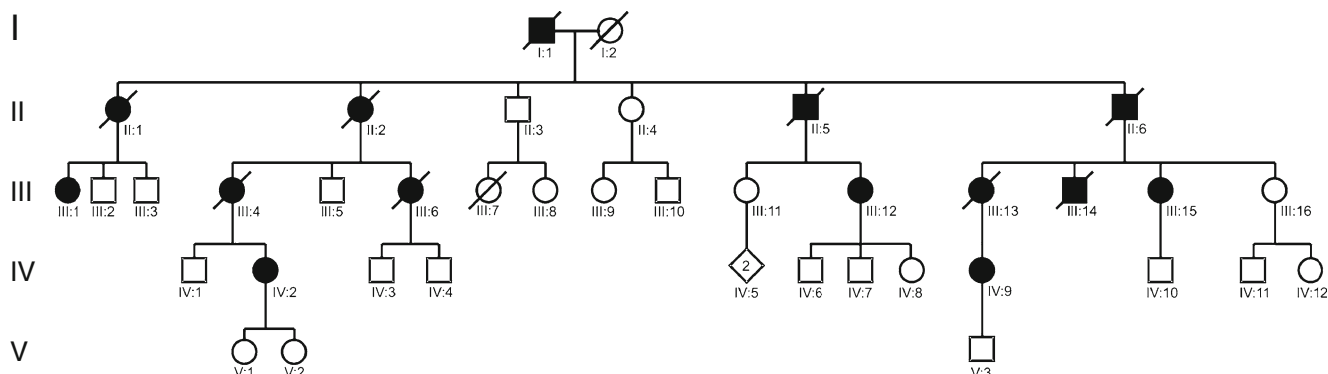 I
I:1 I:2
II
II:1 II:2 II:3 II:4 II:5 II:6
III
III:1 III:2 III:3 III:4 III:5 III:6 III:7 III:8 III:9 III:10 III:11 III:12 III:13 III:14 III:15 III:16
2
IV
IV:1 IV:2 IV:3 IV:4 IV:5 IV:6 IV:7 IV:8 IV:9 IV:10 IV:11 IV:12
V
V:1 V:2 V:3